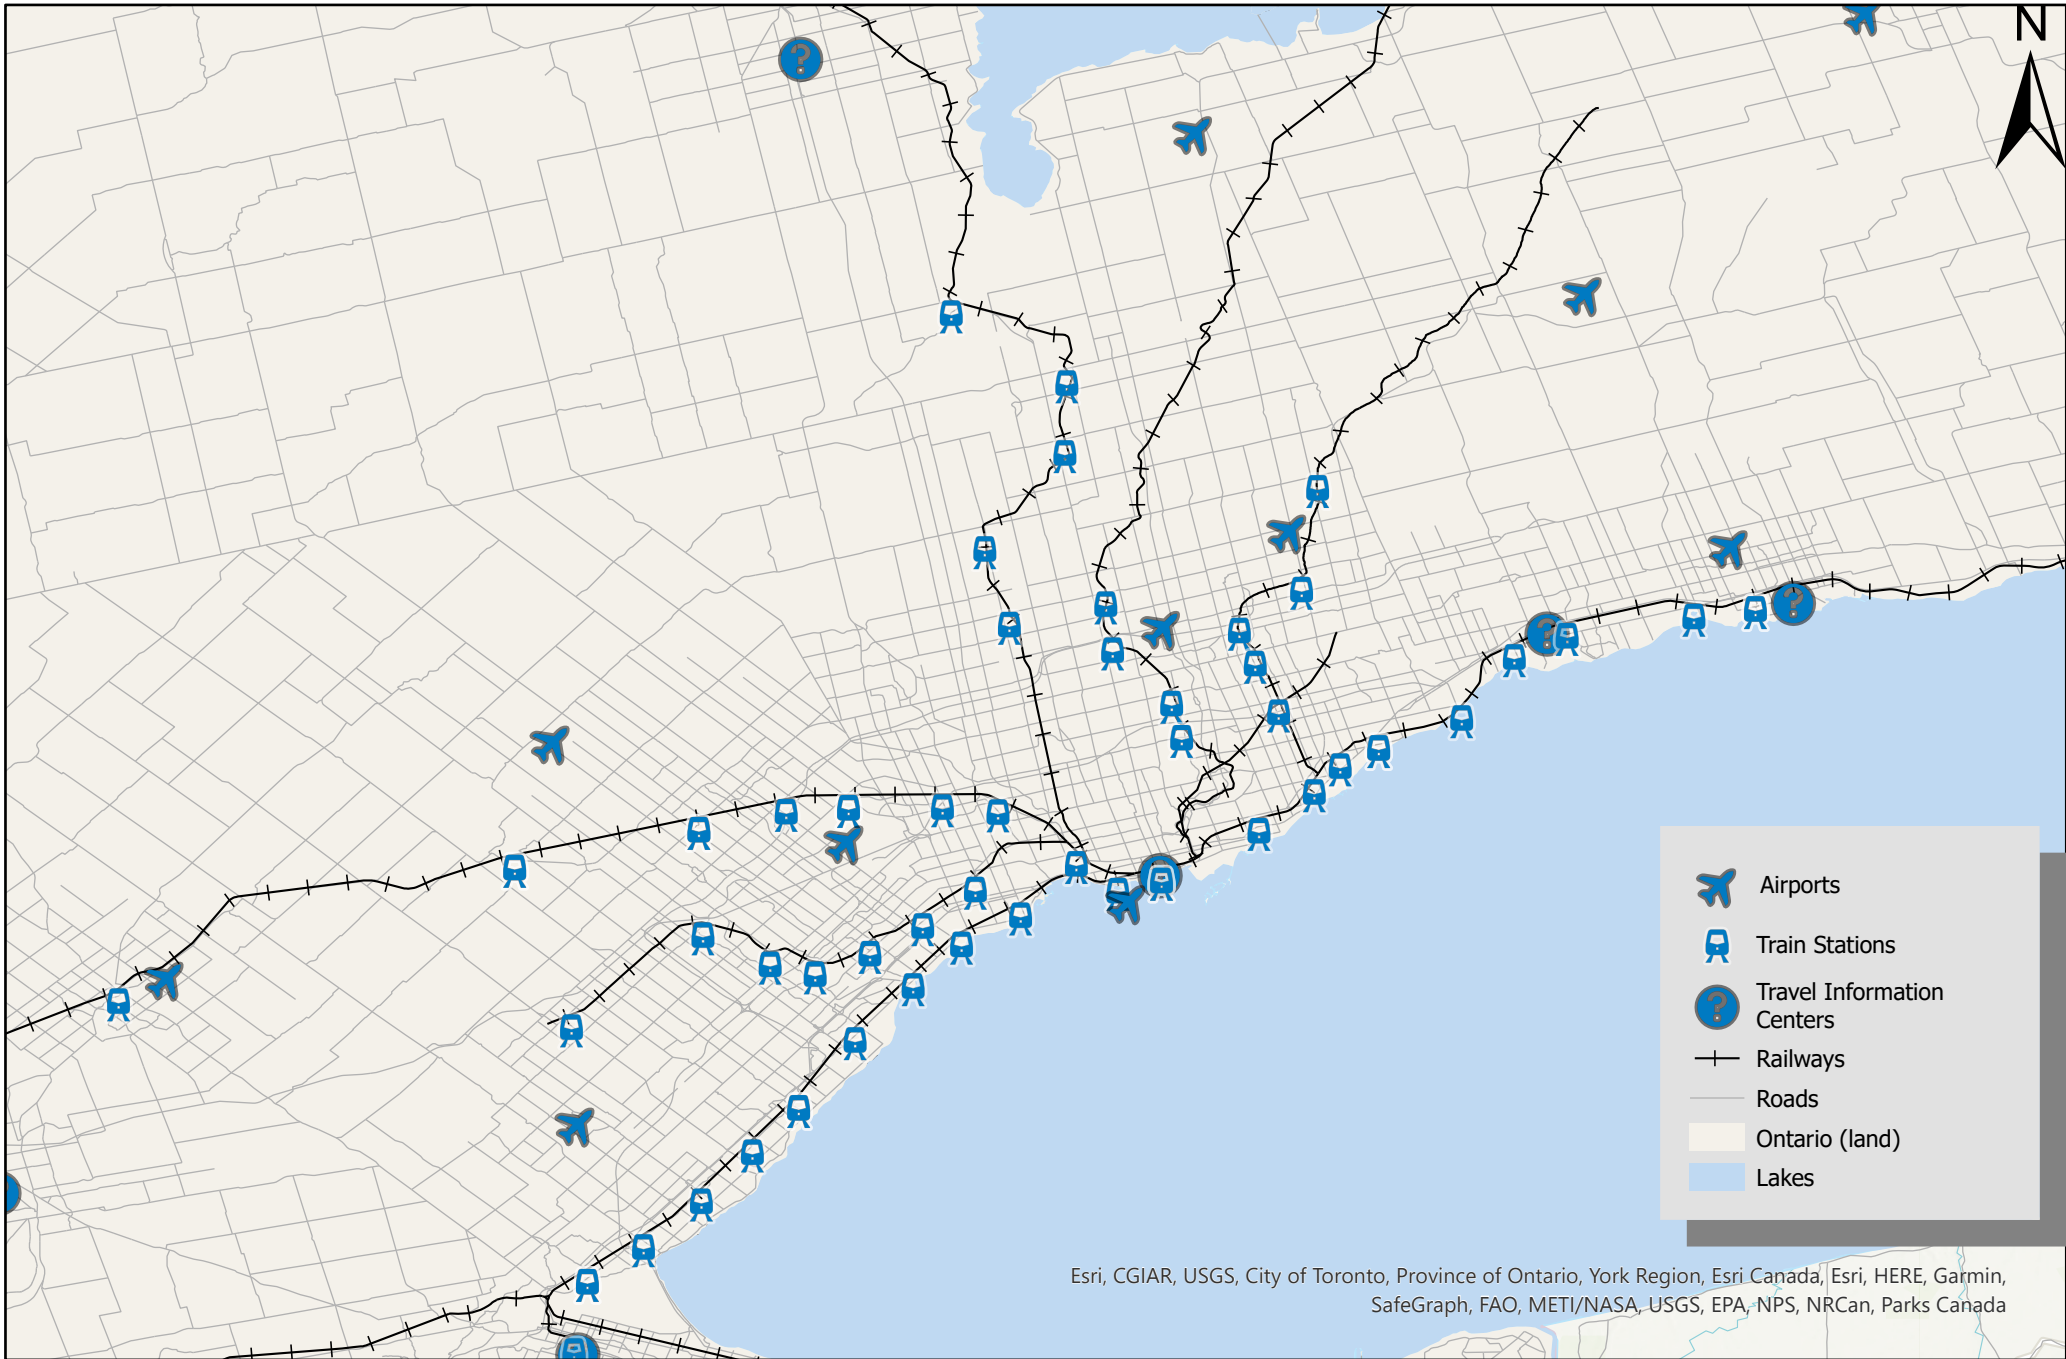 N
Airports
Train Stations
Travel Information
Centers
Railways
Roads
Ontario (land)
Lakes
Esri, CGIAR, USGS, City of Toronto, Province of Ontario, York Region, Esri Canada, Esri, HERE, Garmin,
SafeGraph, FAO, METI/NASA, USGS, EPA, NPS, NRCan, Parks Canada